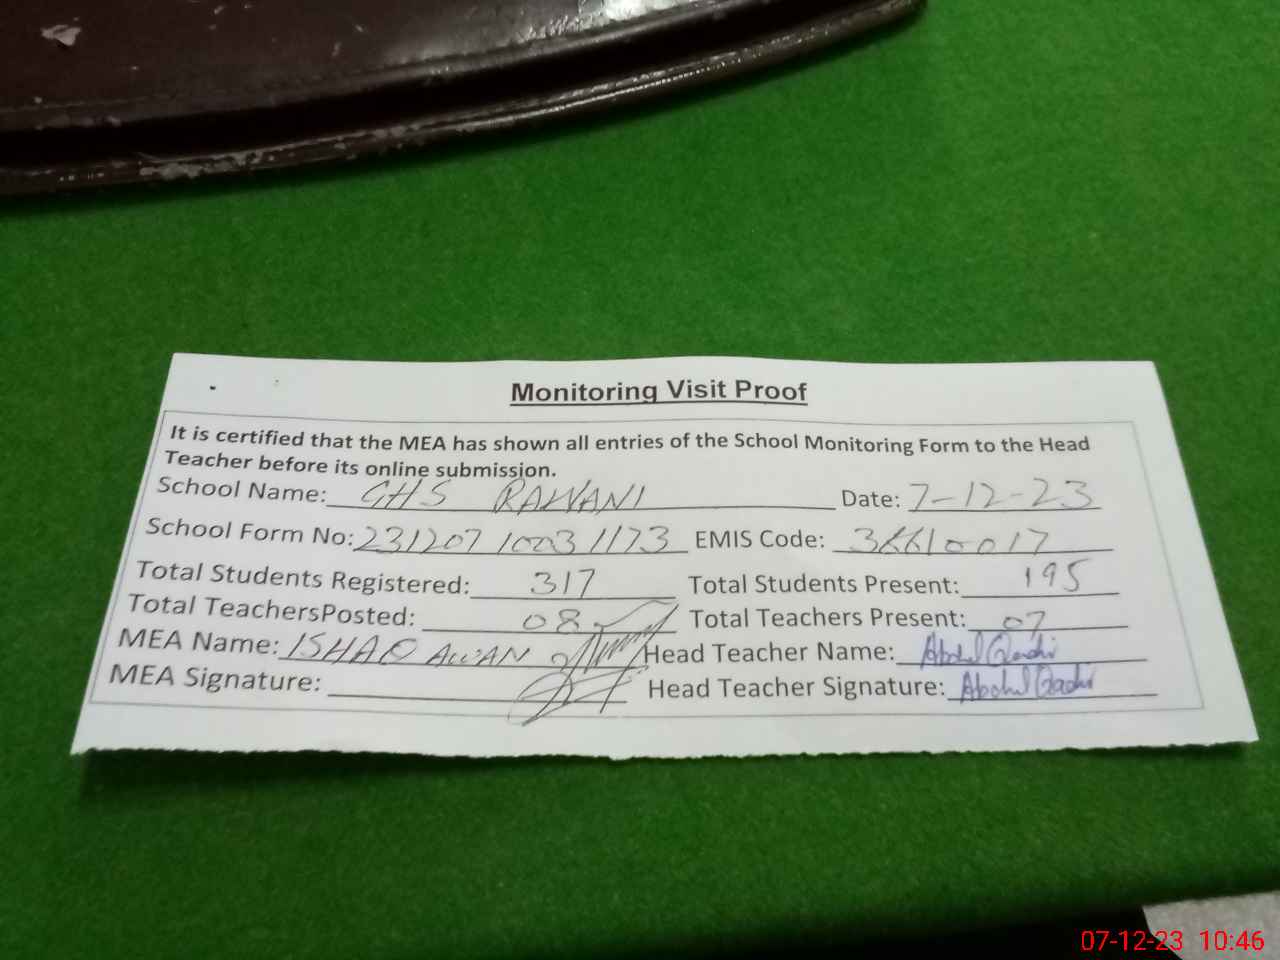 Monitoring Visit Proof
It is certified that the MEA has shown all entries of the School Monitoring Form to the Head
Teacher before its online submission.
School Name: GHS RAWANI Date: 7-12-23
School Form No: 231207 10031173 EMIS Code: 38810017
Total Students Registered: 317 Total Students Present: 195
Total TeachersPosted: 08 Total Teachers Present: 07
MEA Name: ISHAQ AWAN Head Teacher Name: Abdul Qadir
MEA Signature: Head Teacher Signature: Abdul Qadir
07-12-23 10:46